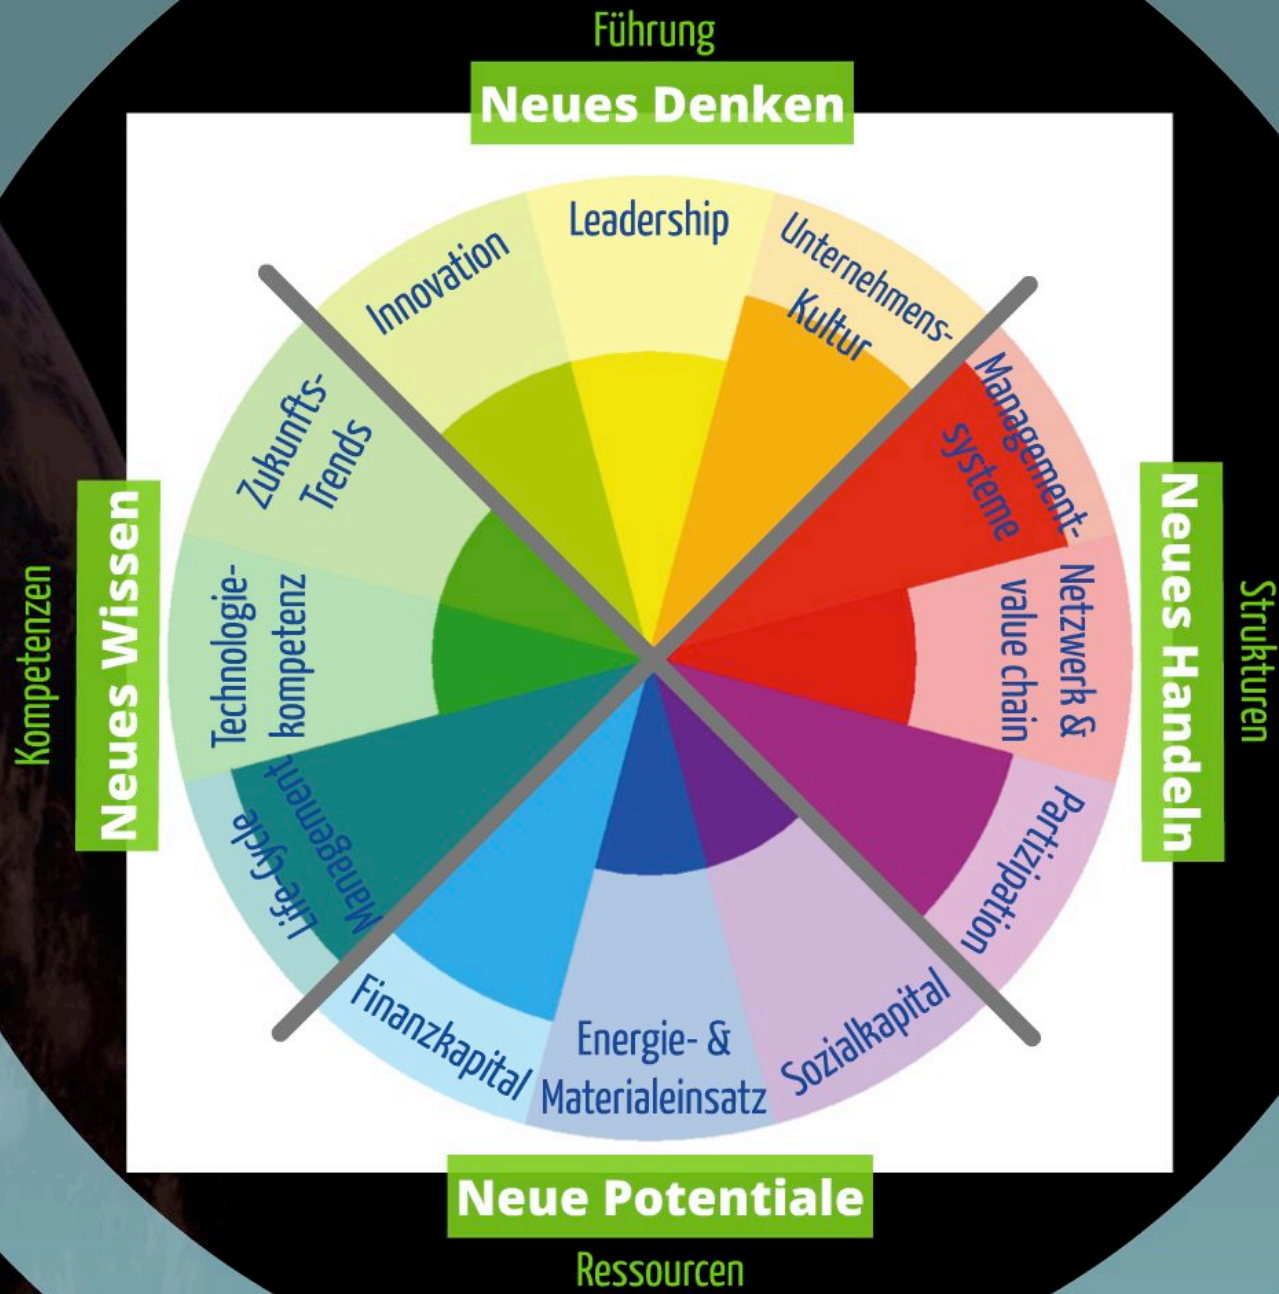 Führung
Neues Denken
Leadership
Unternehmens-
Kultur
Management-
systeme
Netzwerk &
value chain
Partizipation
Sozialkapital
Energie- &
Materialeinsatz
Finanzkapital
Life-Cycle
Management
Technologie-
kompetenz
Zukunfts-
Trends
Innovation
Neues Handeln
Strukturen
Neue Potentiale
Ressourcen
Neues Wissen
Kompetenzen